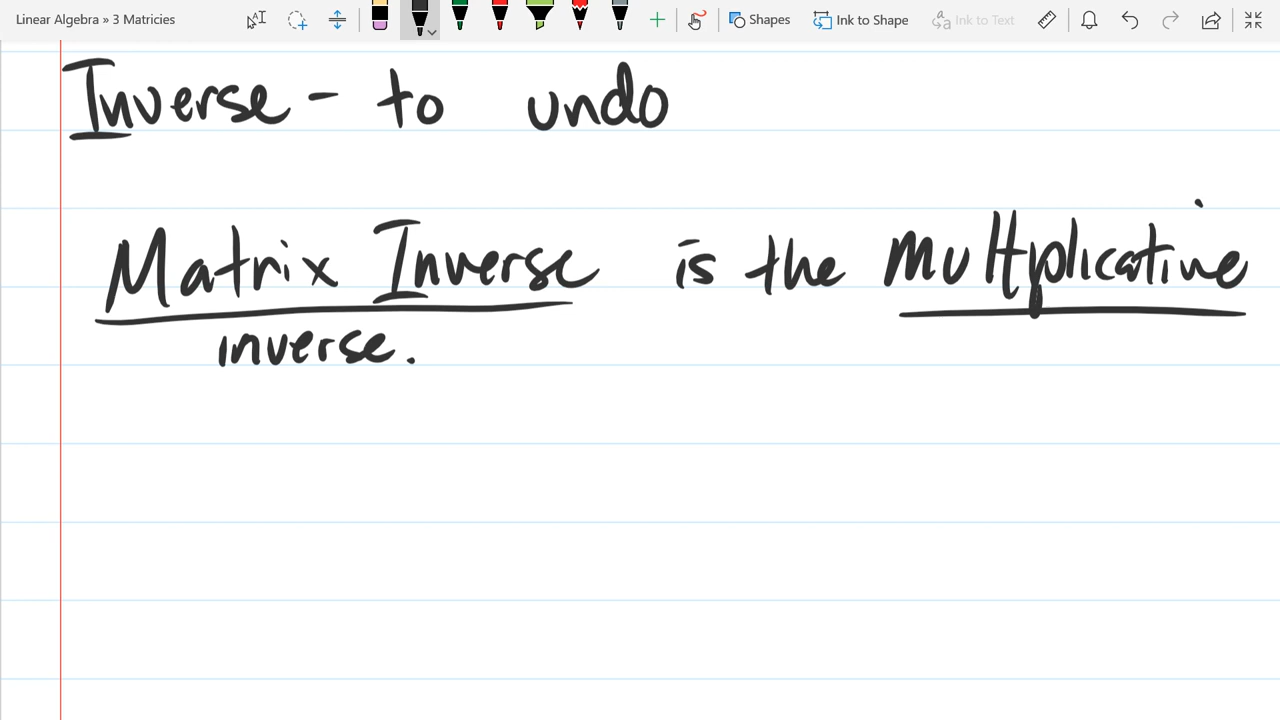 Linear Algebra » 3 Matricies
Shapes
Ink to Shape
Ink to Text
Inverse - to undo
Matrix Inverse is the Multiplicative
inverse.